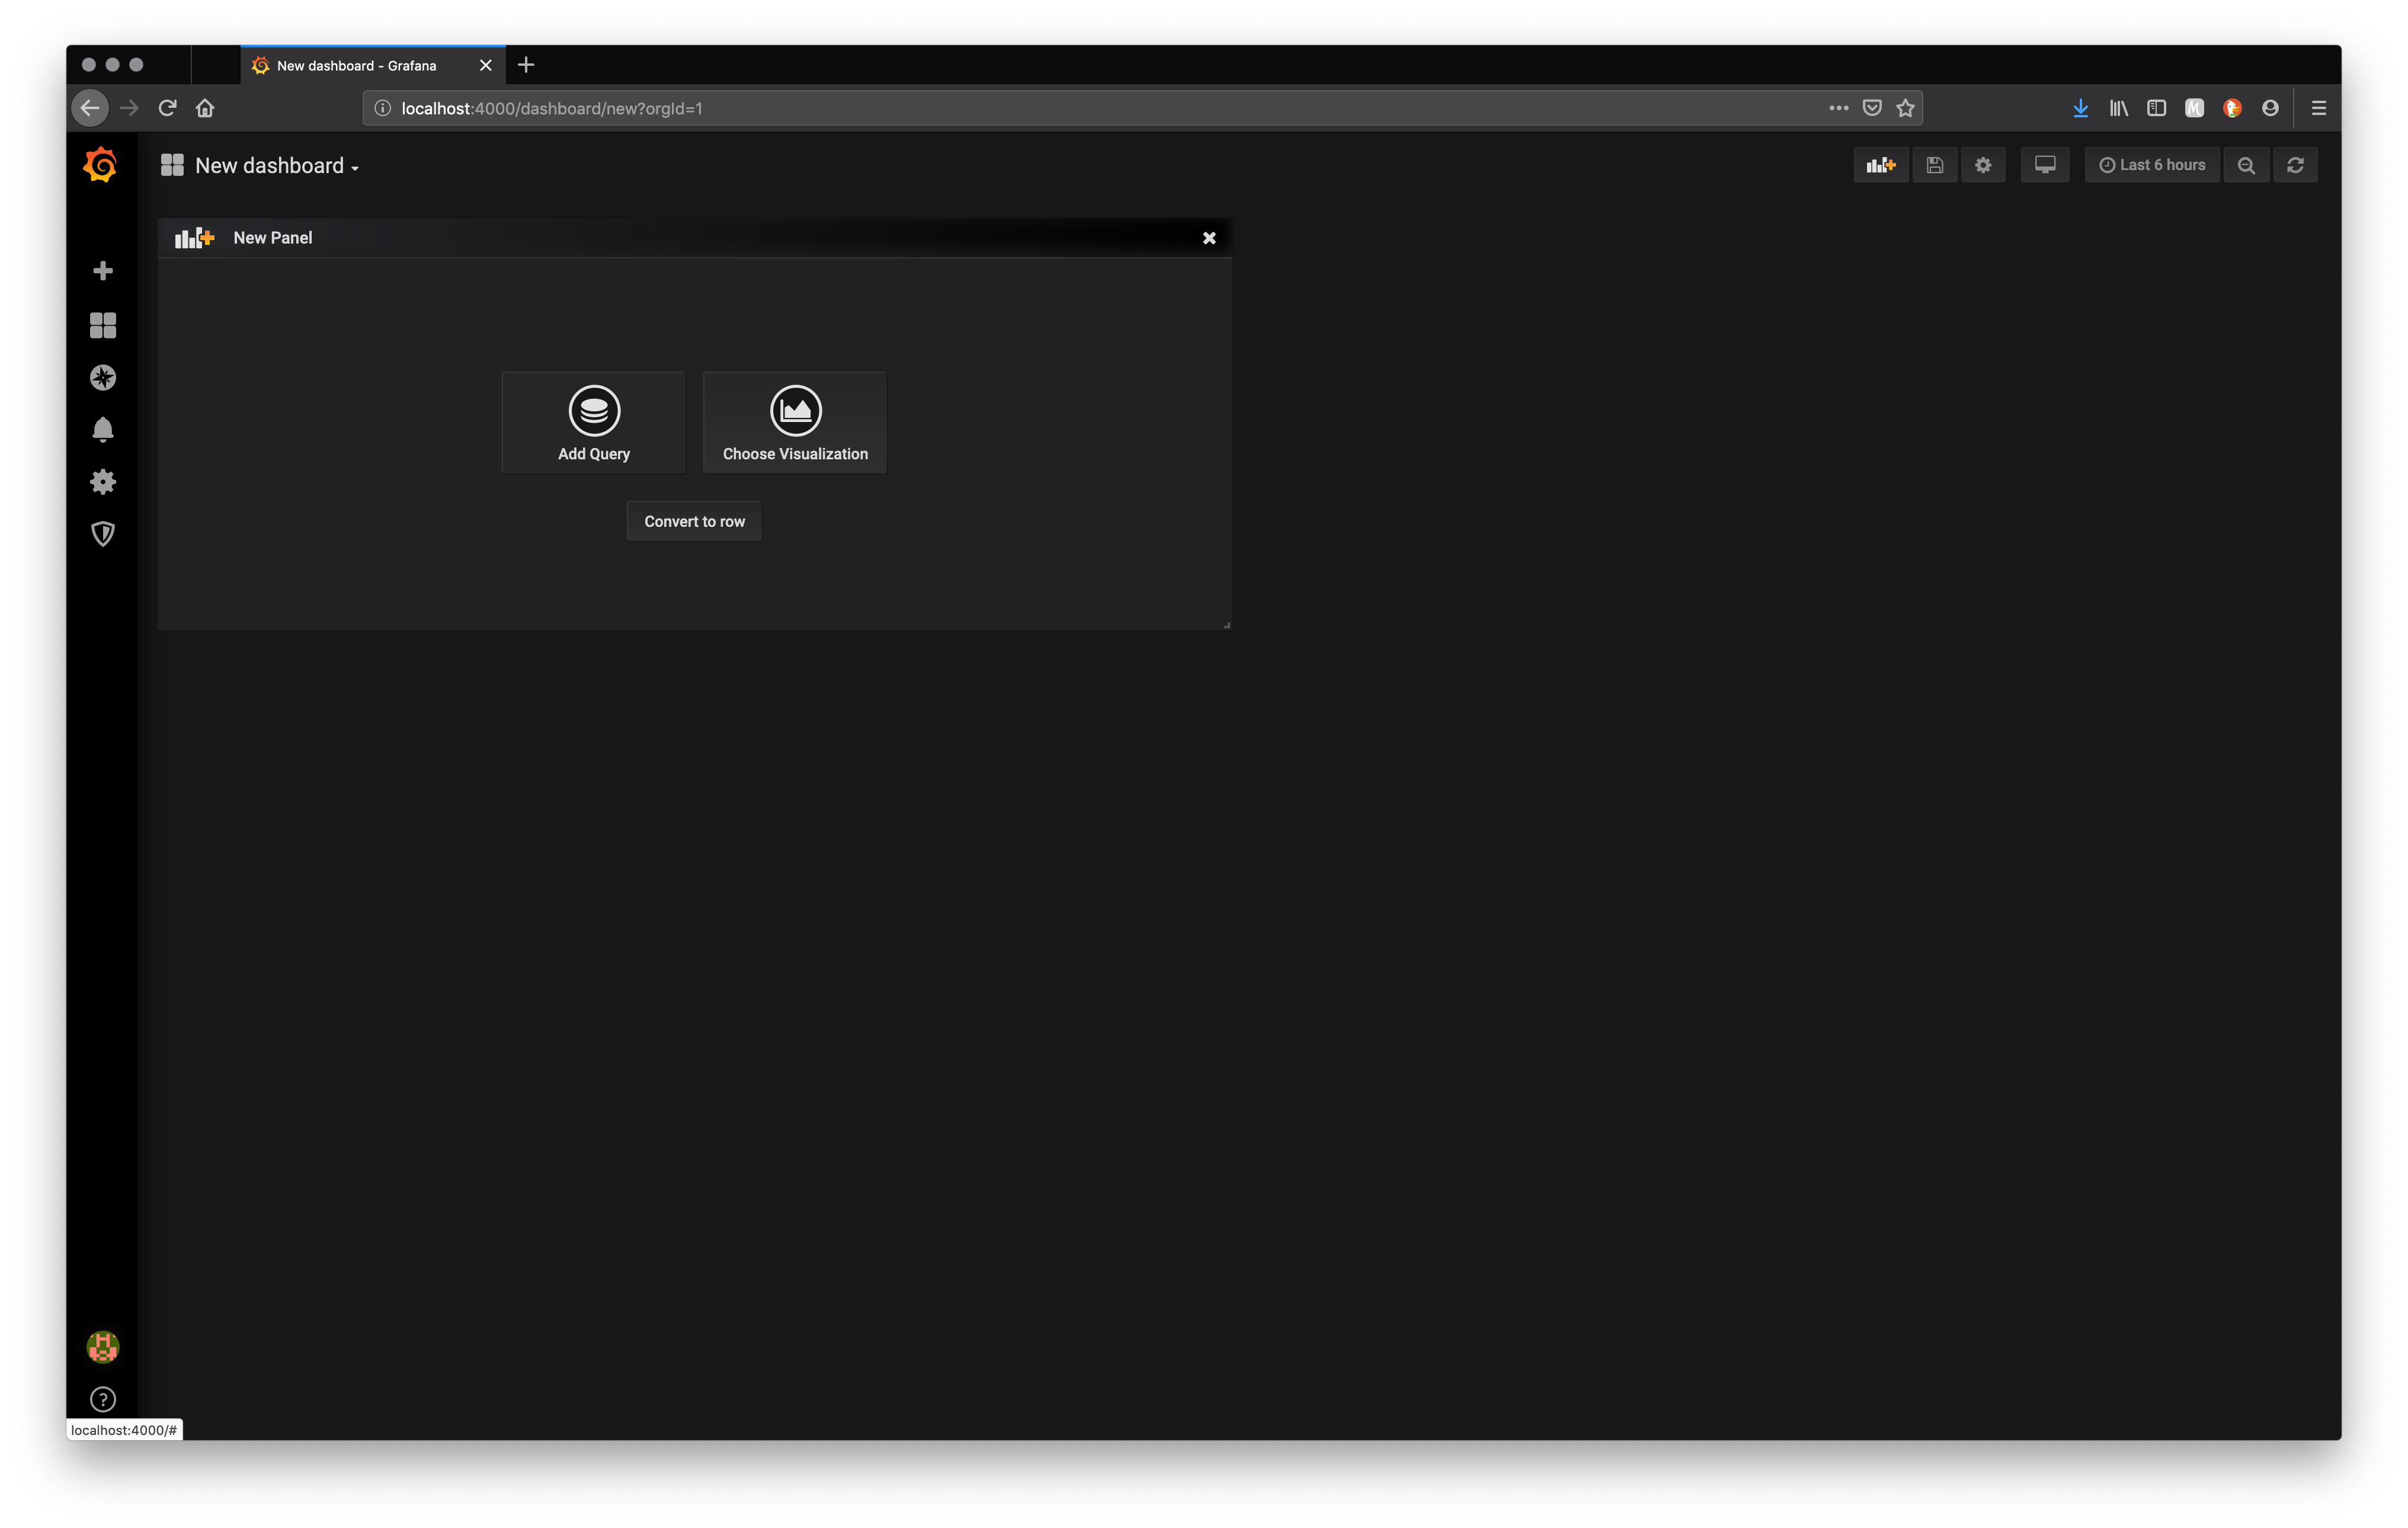 New dashboard - Grafana
localhost:4000/dashboard/new?orgId=1
New dashboard
Last 6 hours
New Panel
Add Query
Choose Visualization
Convert to row
localhost:4000/#